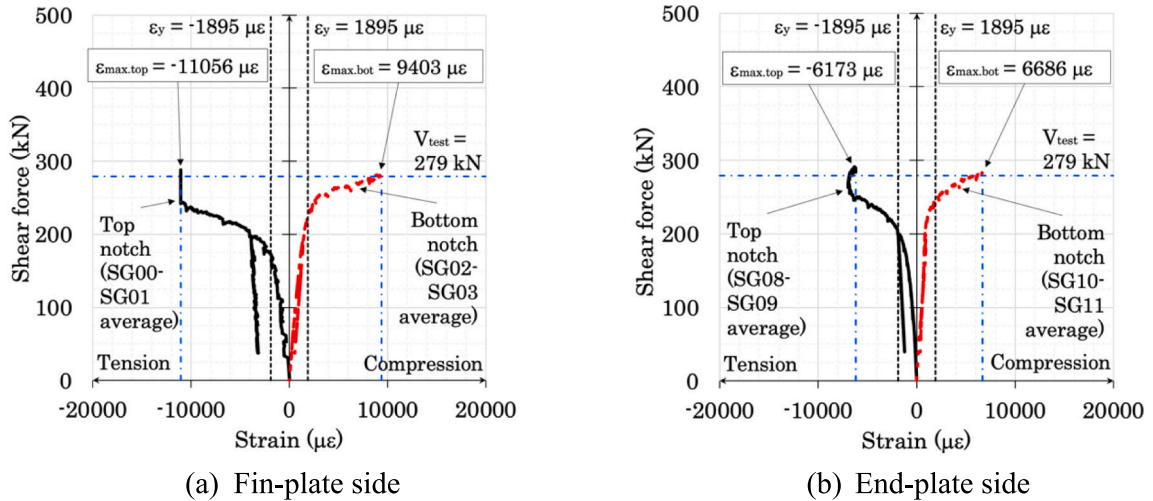 500
400
300
200
100
0
Shear force (kN)
εy = -1895 με
εy = 1895 με
εmax.top = -11056 με
εmax.bot = 9403 με
Vtest =
279 kN
Top
notch
(SG00-
SG01
average)
Bottom
notch
(SG02-
SG03
average)
Tension
Compression
-20000 -10000 0 10000 20000
Strain (με)
(a) Fin-plate side
500
400
300
200
100
0
Shear force (kN)
εy = -1895 με
εy = 1895 με
εmax.top = -6173 με
εmax.bot = 6686 με
Vtest =
279 kN
Top
notch
(SG08-
SG09
average)
Bottom
notch
(SG10-
SG11
average)
Tension
Compression
-20000 -10000 0 10000 20000
Strain (με)
(b) End-plate side